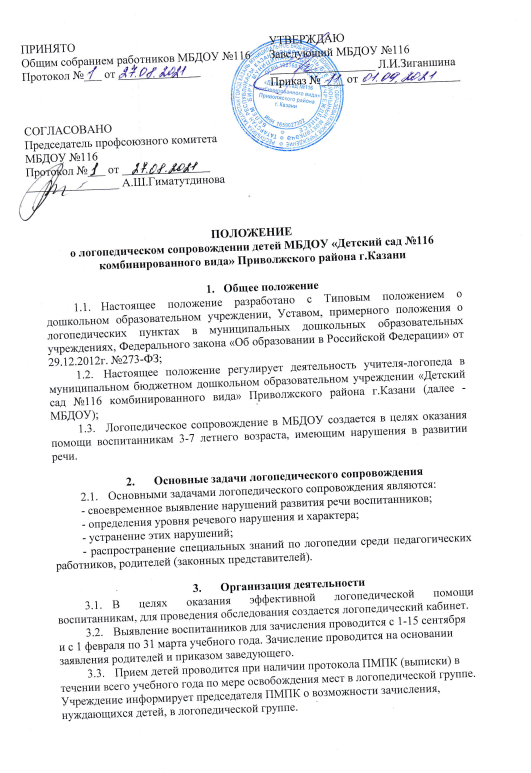 ПРИНЯТО
Общим собранием работников МБДОУ №116
Протокол № 1 от 27.08.2021
УТВЕРЖДАЮ
Заведующий МБДОУ №116
Л.И.Зиганшина
Приказ № 11 от 01.09.2021
СОГЛАСОВАНО
Председатель профсоюзного комитета
МБДОУ №116
Протокол № 1 от 27.08.2021
А.Ш.Гиматутдинова
ПОЛОЖЕНИЕ
о логопедическом сопровождении детей МБДОУ «Детский сад №116
комбинированного вида» Приволжского района г.Казани
1. Общее положение
1.1. Настоящее положение разработано с Типовым положением о
дошкольном образовательном учреждении, Уставом, примерного положения о
логопедических пунктах в муниципальных дошкольных образовательных
учреждениях, Федерального закона «Об образовании в Российской Федерации» от
29.12.2012г. №273-ФЗ;
1.2. Настоящее положение регулирует деятельность учителя-логопеда в
муниципальном бюджетном дошкольном образовательном учреждении «Детский
сад №116 комбинированного вида» Приволжского района г.Казани (далее -
МБДОУ);
1.3. Логопедическое сопровождение в МБДОУ создается в целях оказания
помощи воспитанникам 3-7 летнего возраста, имеющим нарушения в развитии
речи.
2. Основные задачи логопедического сопровождения
2.1. Основными задачами логопедического сопровождения являются:
- своевременное выявление нарушений развития речи воспитанников;
- определения уровня речевого нарушения и характера;
- устранение этих нарушений;
- распространение специальных знаний по логопедии среди педагогических
работников, родителей (законных представителей).
3. Организация деятельности
3.1. В целях оказания эффективной логопедической помощи
воспитанникам, для проведения обследования создается логопедический кабинет.
3.2. Выявление воспитанников для зачисления проводится с 1-15 сентября
и с 1 февраля по 31 марта учебного года. Зачисление проводится на основании
заявления родителей и приказом заведующего.
3.3. Прием детей проводится при наличии протокола ПМПК (выписки) в
течении всего учебного года по мере освобождения мест в логопедической группе.
Учреждение информирует председателя ПМПК о возможности зачисления,
нуждающихся детей, в логопедической группе.